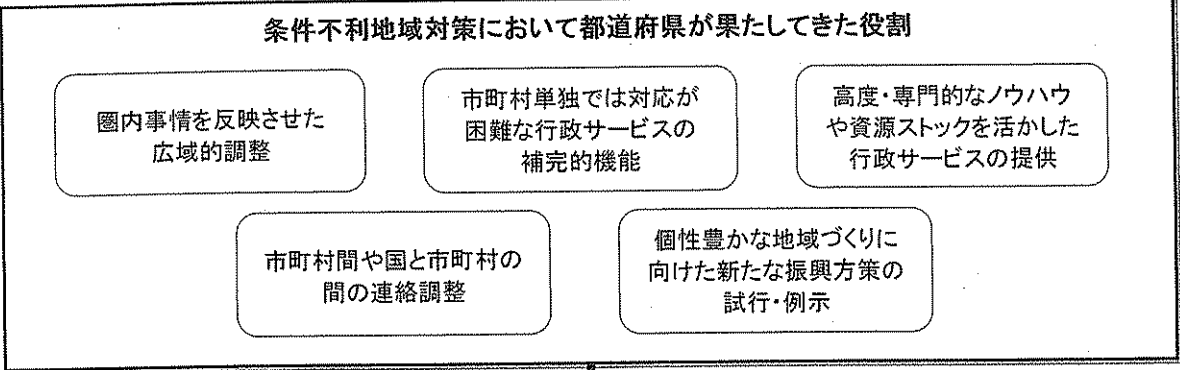 条件不利地域対策において都道府県が果たしてきた役割
圏内事情を反映させた
広域的調整
市町村単独では対応が
困難な行政サービスの
補完的機能
高度・専門的なノウハウ
や資源ストックを活かした
行政サービスの提供
市町村間や国と市町村の
間の連絡調整
個性豊かな地域づくりに
向けた新たな振興方策の
試行・例示